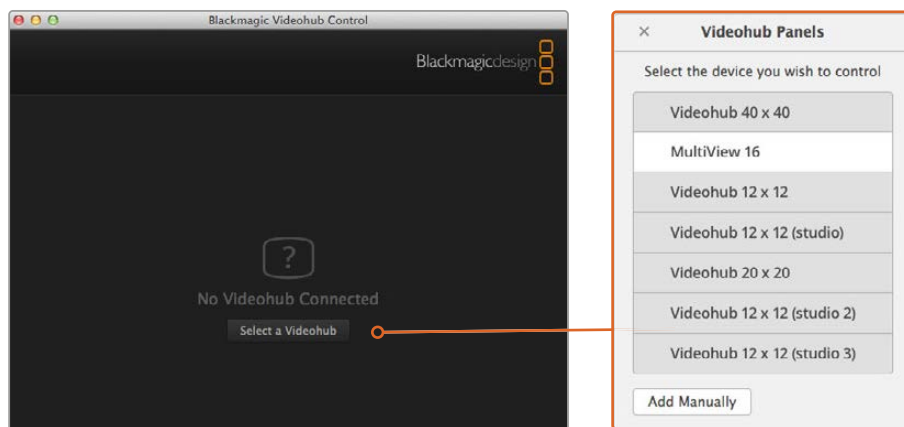 Blackmagic Videohub Control
Blackmagicdesign
?
No Videohub Connected
Select a Videohub
× Videohub Panels
Select the device you wish to control
Videohub 40 x 40
MultiView 16
Videohub 12 x 12
Videohub 12 x 12 (studio)
Videohub 20 x 20
Videohub 12 x 12 (studio 2)
Videohub 12 x 12 (studio 3)
Add Manually